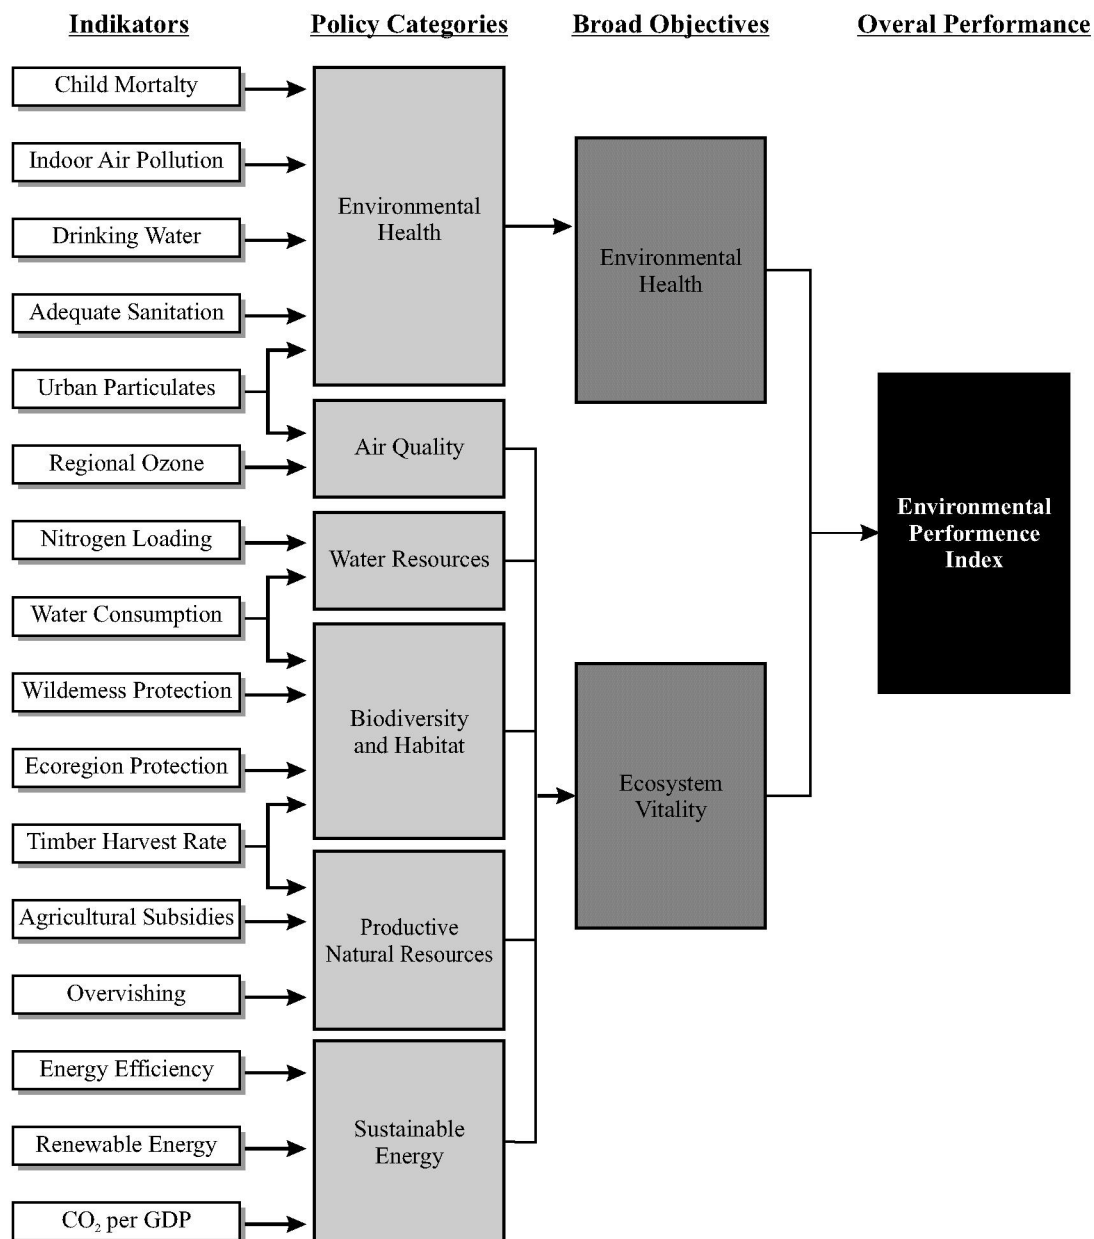 Indikators
Policy Categories
Broad Objectives
Overal Performance
Child Mortalty
Indoor Air Pollution
Drinking Water
Adequate Sanitation
Urban Particulates
Regional Ozone
Nitrogen Loading
Water Consumption
Wildemess Protection
Ecoregion Protection
Timber Harvest Rate
Agricultural Subsidies
Overvishing
Energy Efficiency
Renewable Energy
CO₂ per GDP
Environmental
Health
Air Quality
Water Resources
Biodiversity
and Habitat
Productive
Natural Resources
Sustainable
Energy
Environmental
Health
Ecosystem
Vitality
Environmental
Performence
Index